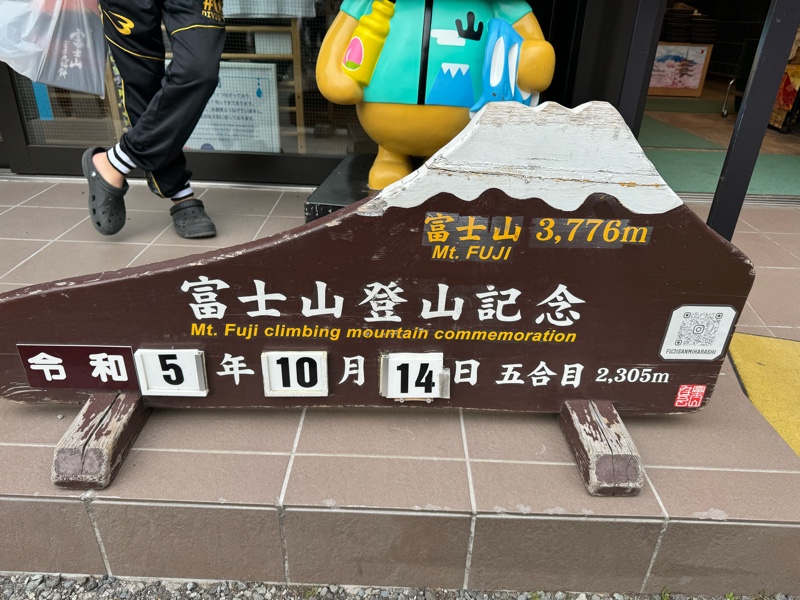 富士山 3,776m
Mt. FUJI
富士山登山記念
Mt. Fuji climbing mountain commemoration
FUJISANMIHARASHI
令和 5 年 10 月 14 日 五合目 2,305m